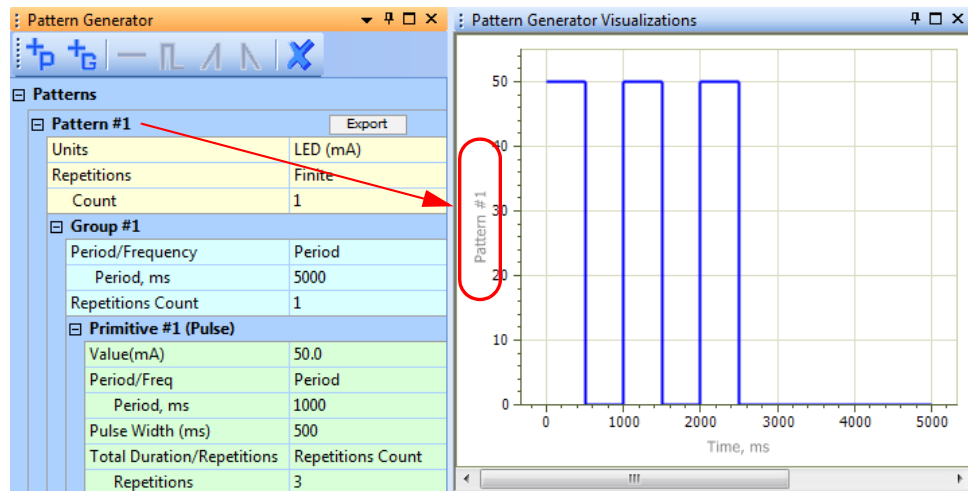 Pattern Generator
+P +G
Patterns
Pattern #1 Export
Units LED (mA)
Repetitions Finite
Count 1
Group #1
Period/Frequency Period
Period, ms 5000
Repetitions Count 1
Primitive #1 (Pulse)
Value(mA) 50.0
Period/Freq Period
Period, ms 1000
Pulse Width (ms) 500
Total Duration/Repetitions Repetitions Count
Repetitions 3
Pattern Generator Visualizations
Pattern #1
50
40
30
20
10
0
0 1000 2000 3000 4000 5000
Time, ms